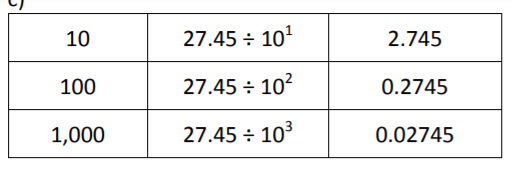 c)
10 27.45 ÷ 10¹ 2.745
100 27.45 ÷ 10² 0.2745
1,000 27.45 ÷ 10³ 0.02745